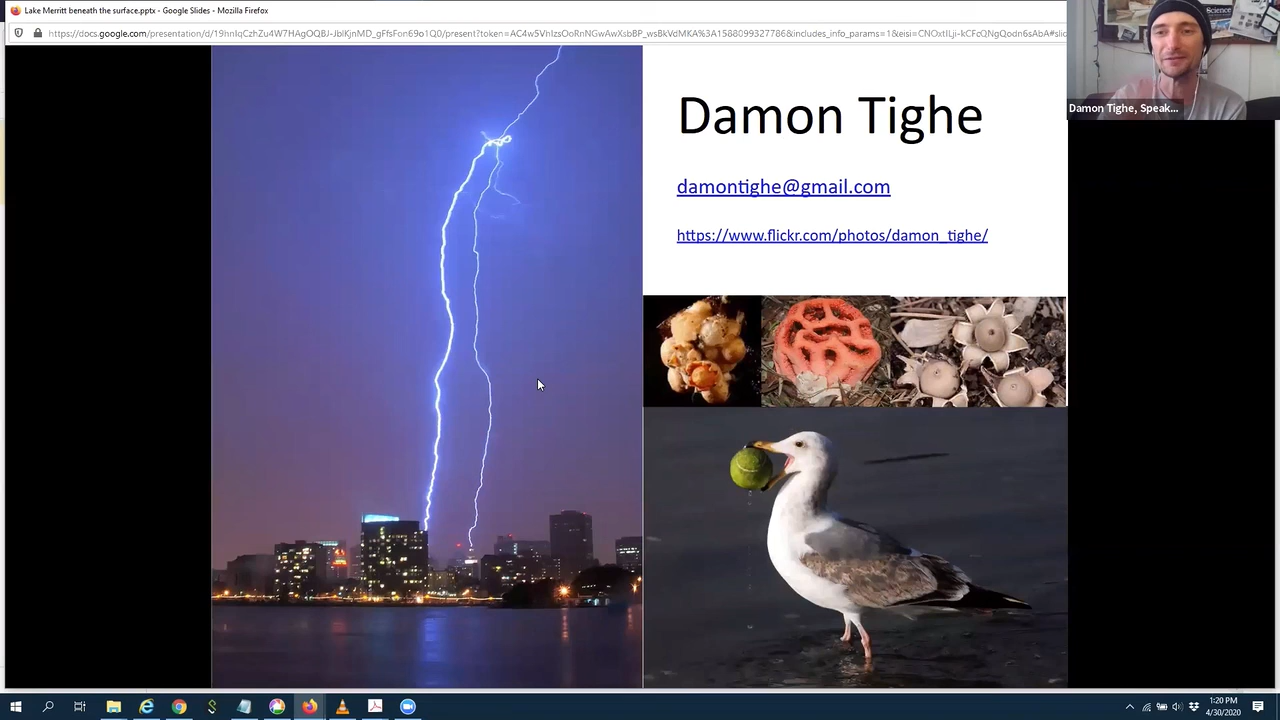 Lake Merritt beneath the surface.pptx - Google Slides - Mozilla Firefox
Science
Damon Tighe, Speak...
Damon Tighe
damontighe@gmail.com
https://www.flickr.com/photos/damon_tighe/
1:20 PM
4/30/2020